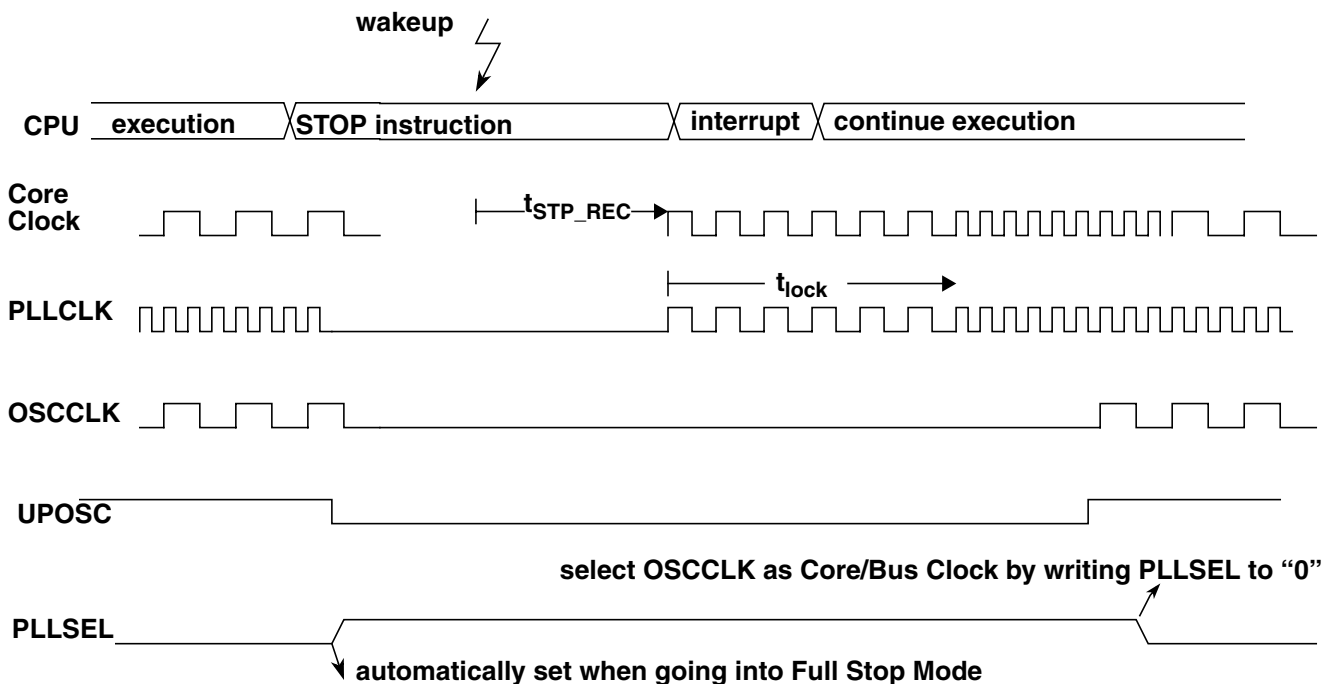 wakeup
CPU execution STOP instruction interrupt continue execution
Core
Clock
tSTP_REC
tlock
PLLCLK
OSCCLK
UPOSC
select OSCCLK as Core/Bus Clock by writing PLLSEL to “0”
PLLSEL
automatically set when going into Full Stop Mode